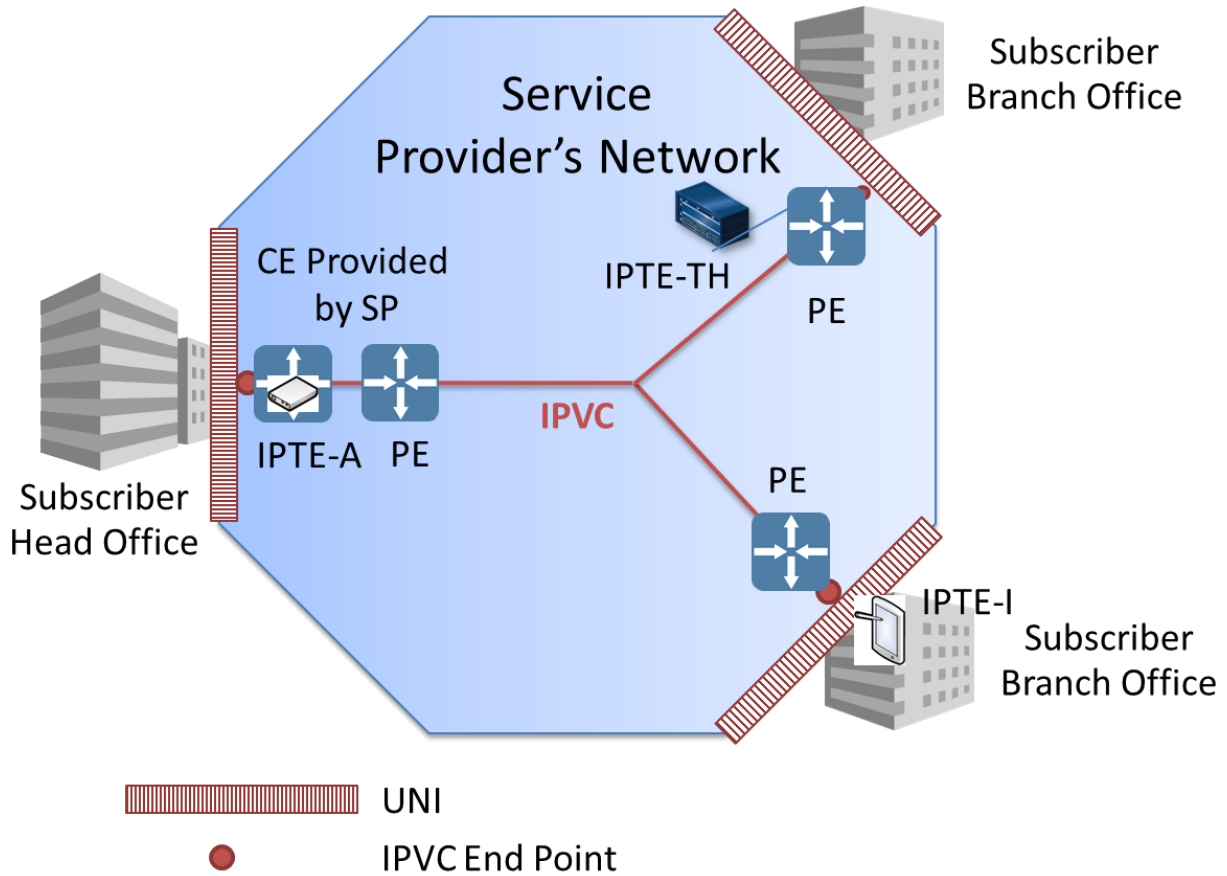 Service
Provider's Network
Subscriber
Branch Office
CE Provided
by SP
IPTE-TH
PE
IPTE-A
PE
IPVC
PE
Subscriber
Head Office
IPTE-I
Subscriber
Branch Office
UNI
IPVC End Point